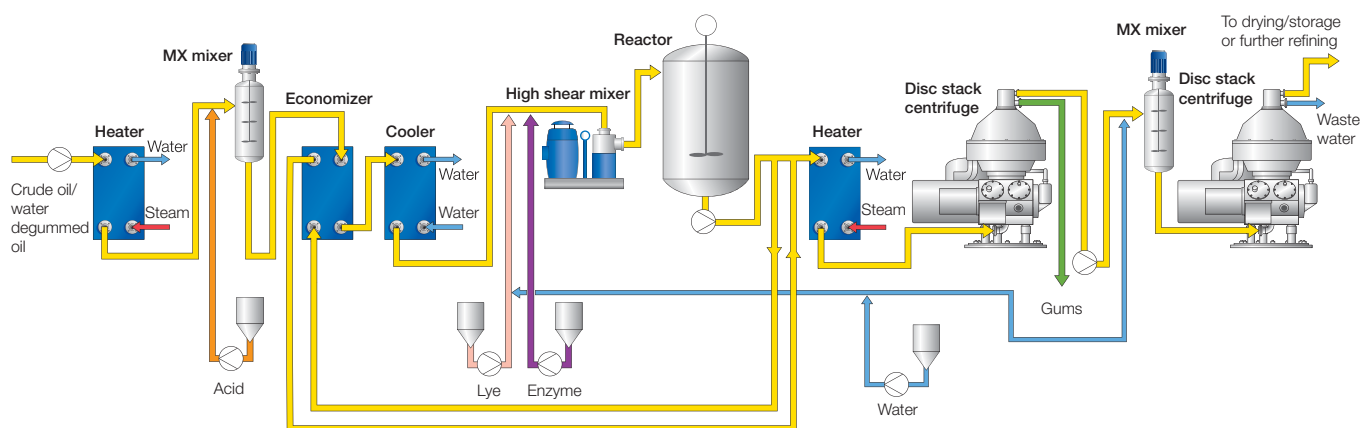 MX mixer
Economizer
Heater
Water
Crude oil/
water
degummed
oil
Steam
Acid
Cooler
Water
Water
High shear mixer
Lye
Enzyme
Reactor
Heater
Water
Steam
Water
Disc stack
centrifuge
Gums
MX mixer
Disc stack
centrifuge
To drying/storage
or further refining
Waste
water